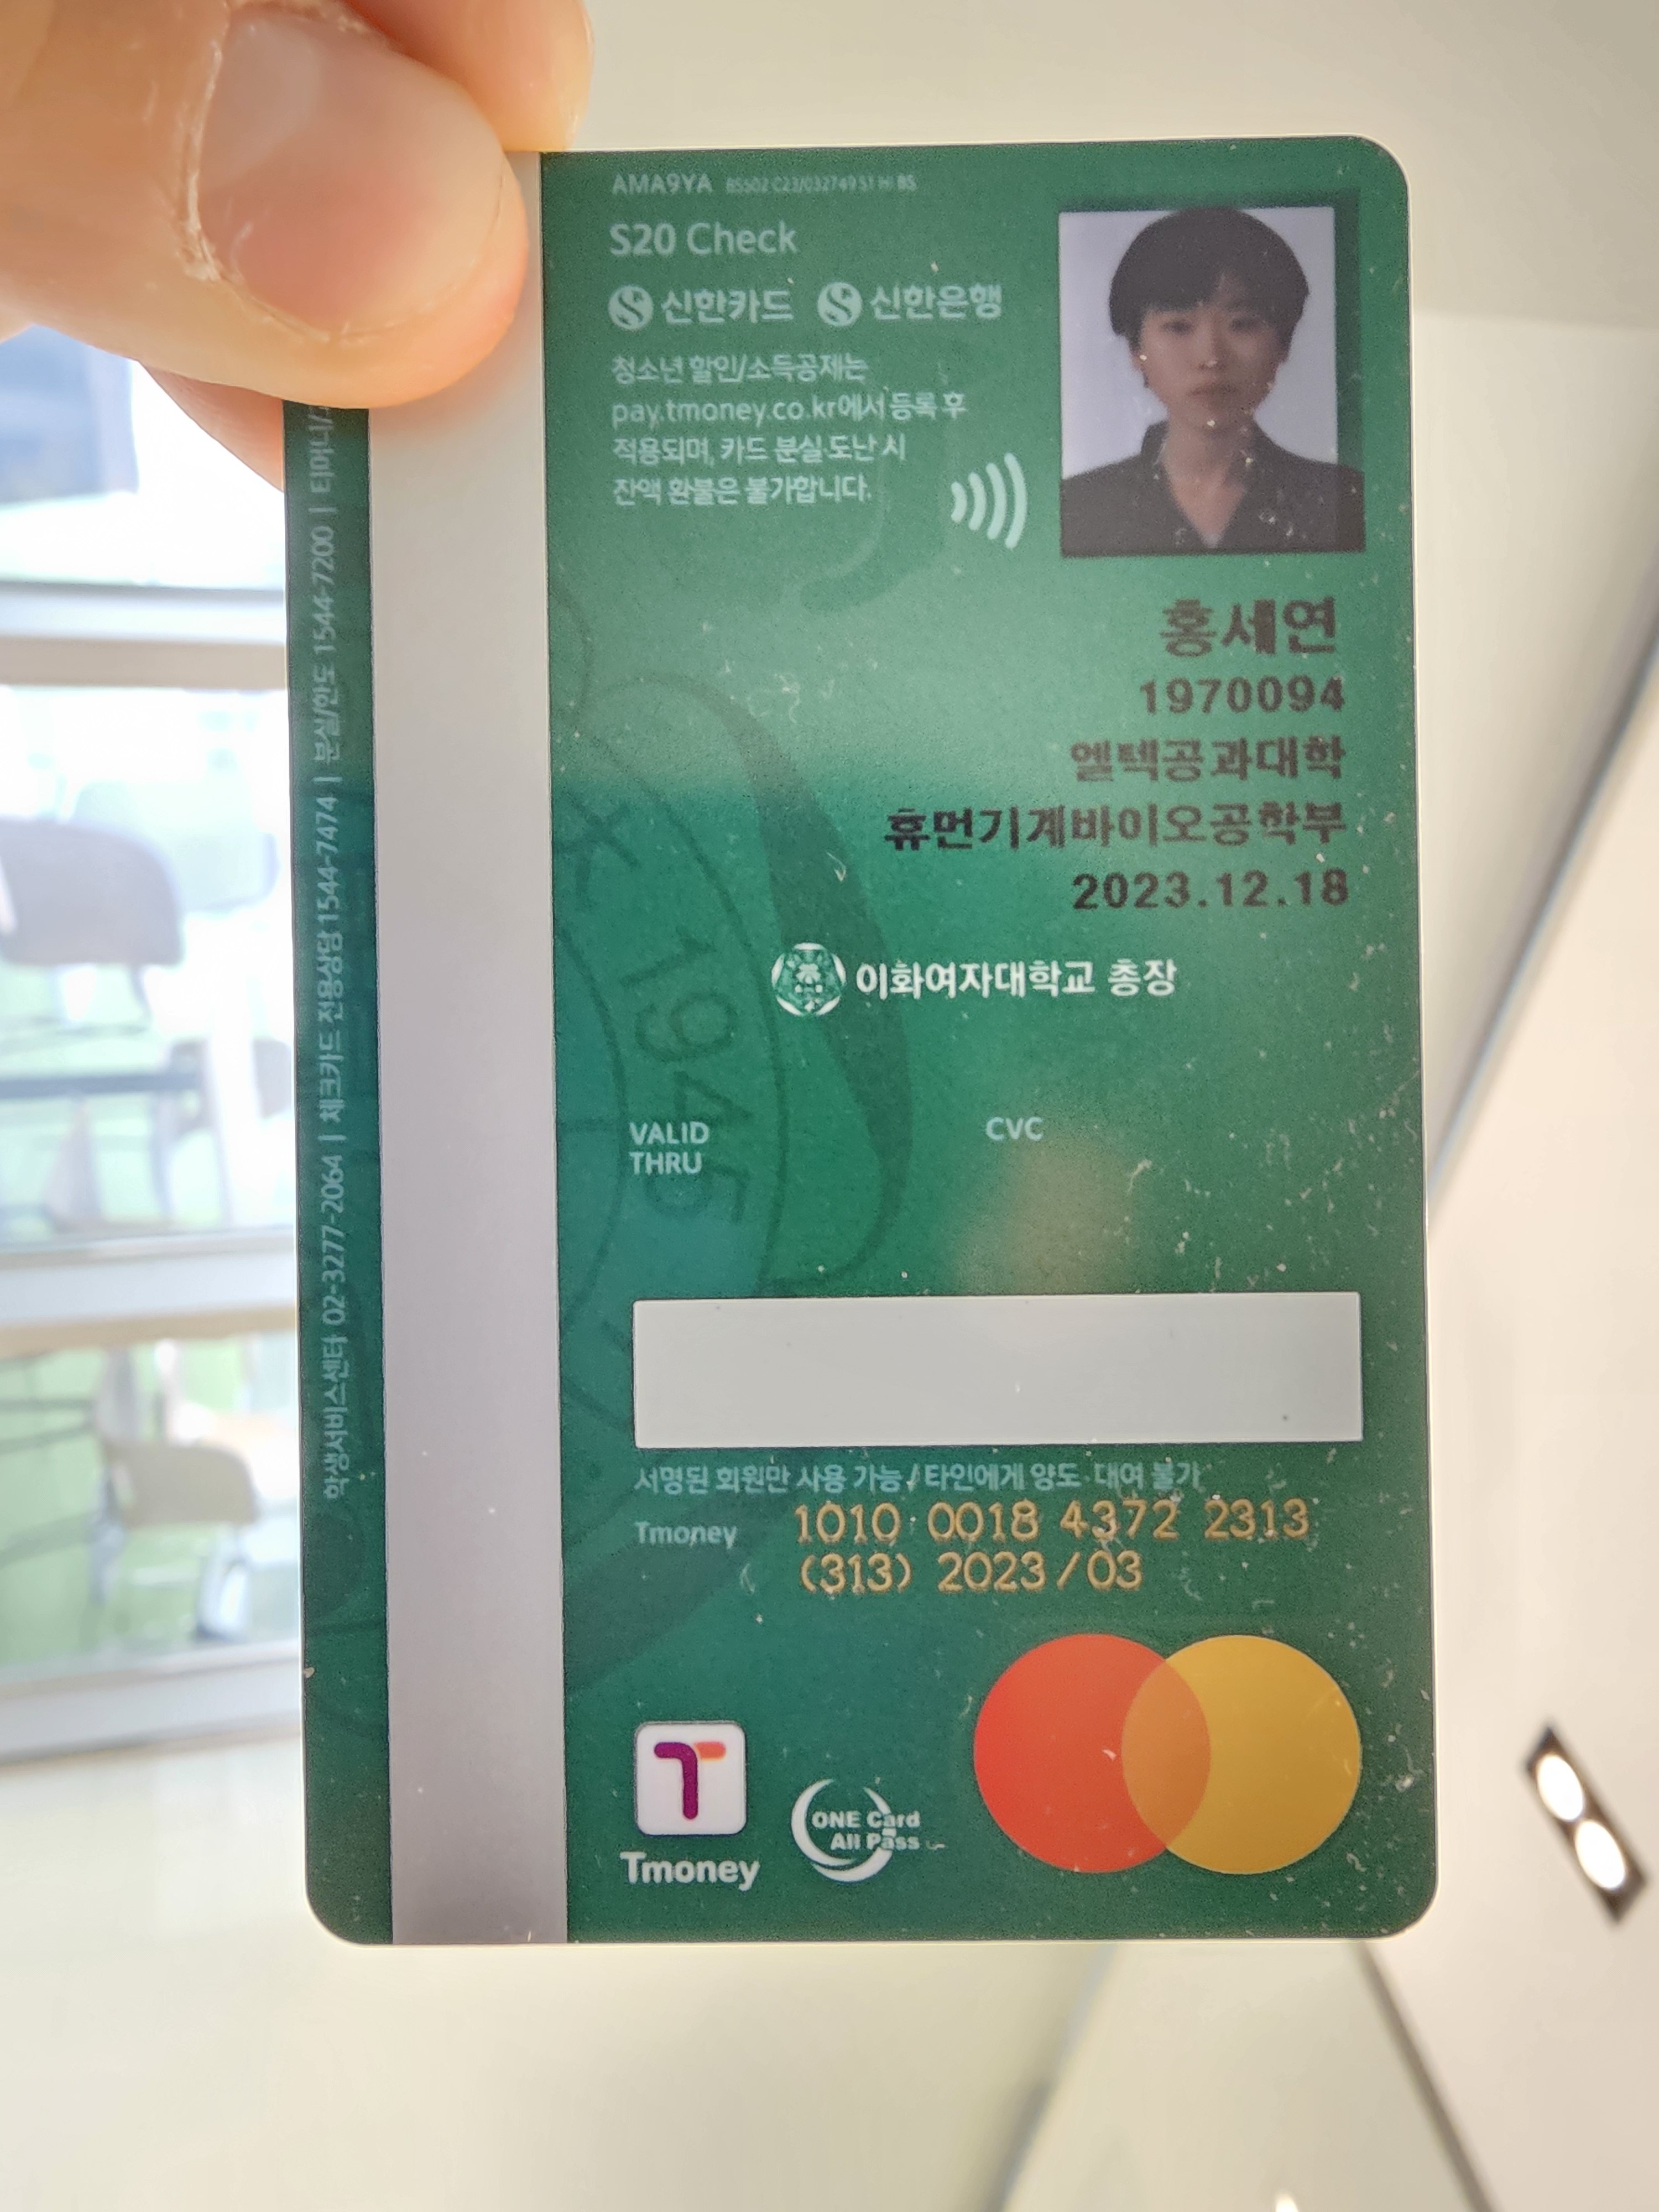 AMA9YA
S20 Check
신한카드 신한은행
청소년 할인/소득공제는
pay.tmoney.co.kr에서 등록 후
적용되며, 카드 분실·도난 시
잔액 환불은 불가합니다.
홍세연
1970094
엘텍공과대학
휴먼기계바이오공학부
2023.12.18
이화여자대학교 총장
1945
VALID
THRU
CVC
서명된 회원만 사용 가능 / 타인에게 양도·대여 불가
Tmoney 1010 0018 4372 2313
(313) 2023/03
Tmoney
ONE Card
All Pass
학생서비스센터 02-3277-2064 | 체크카드 전용상담 1544-7474 | 분실/한도 1544-7200 | 티머니/